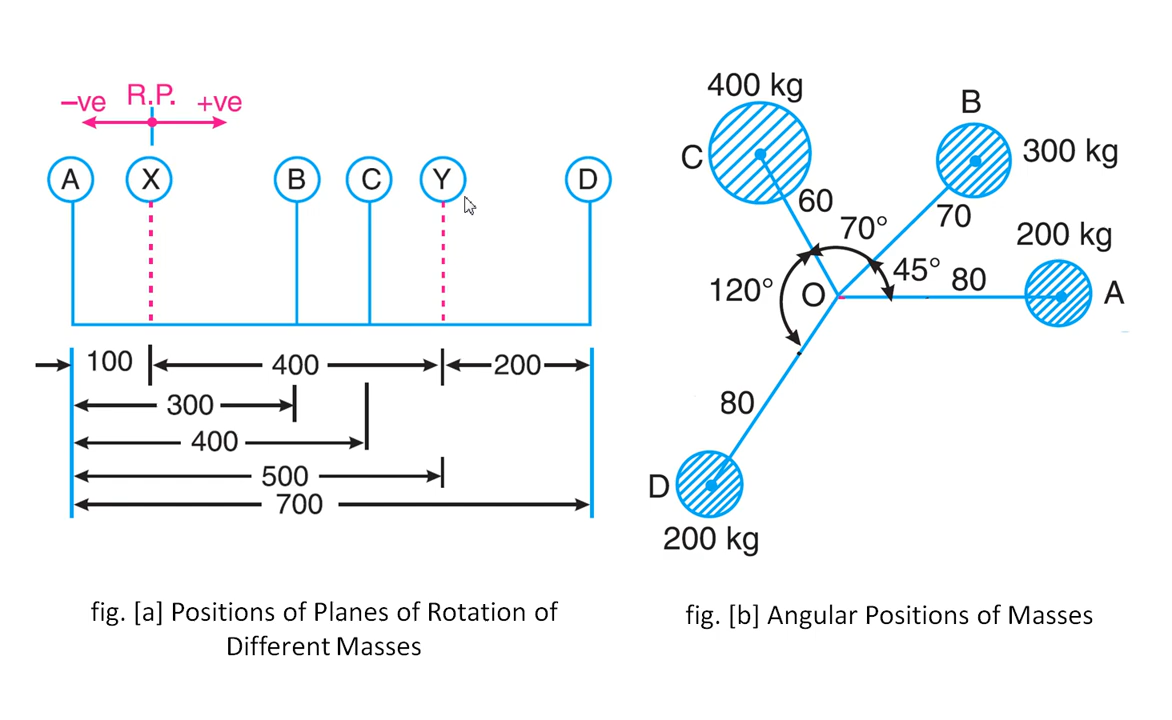 –ve R.P. +ve
A X B C Y D
100 400 200
300
400
500
700
fig. [a] Positions of Planes of Rotation of
Different Masses
400 kg
C
B
300 kg
60
70°
70
200 kg
45°
80
A
120°
O
80
D
200 kg
fig. [b] Angular Positions of Masses